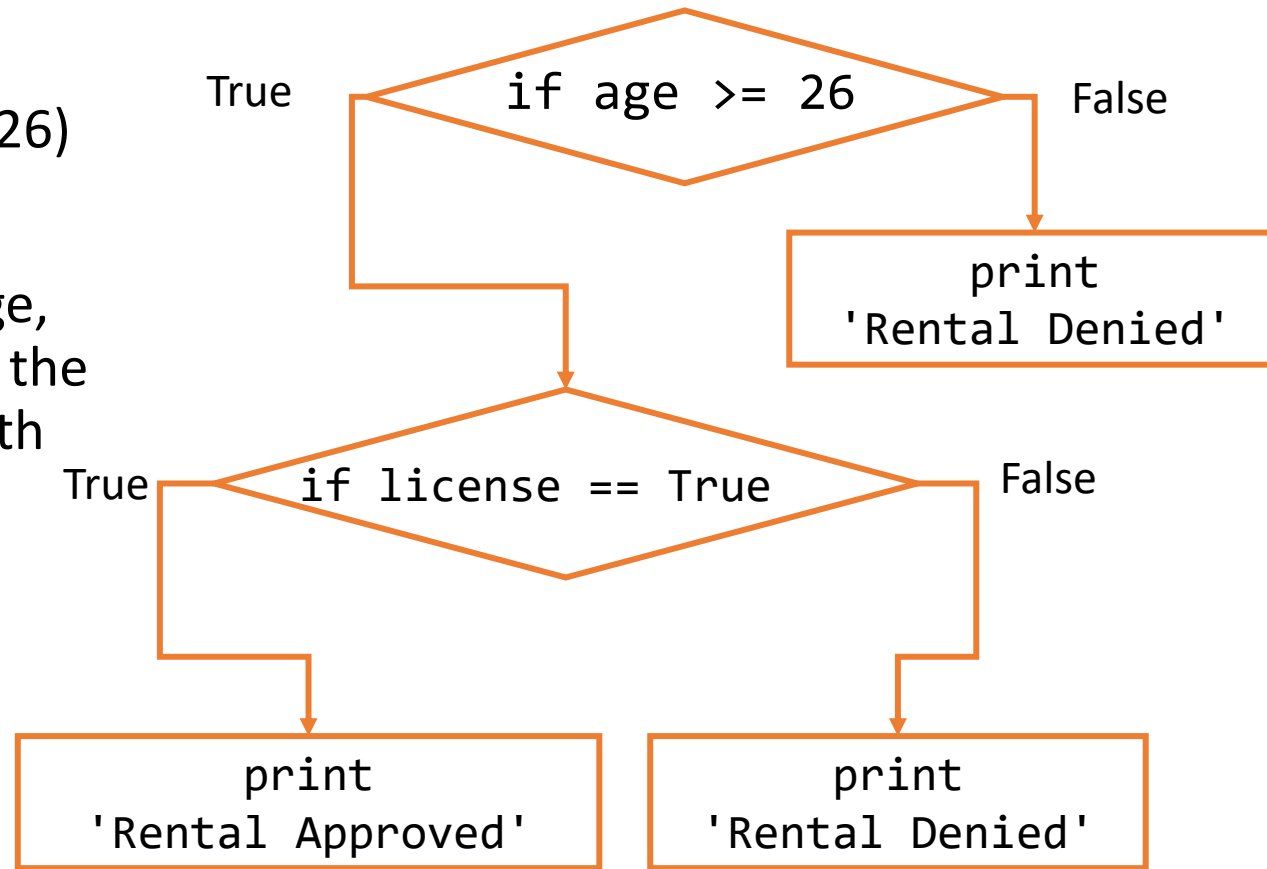 True
if age >= 26
False
26)
print
'Rental Denied'
ge,
the
th
True
if license == True
False
print
'Rental Approved'
print
'Rental Denied'